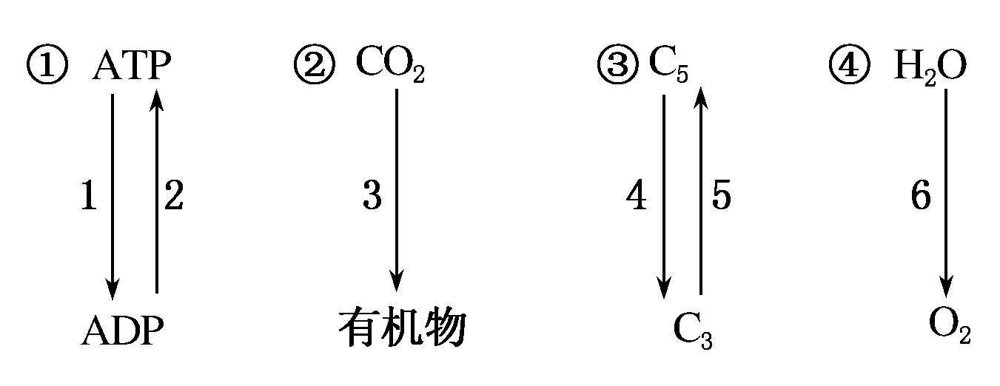 ① ATP ② CO₂ ③ C₅ ④ H₂O
1 2 3 4 5 6
ADP 有机物 C₃ O₂